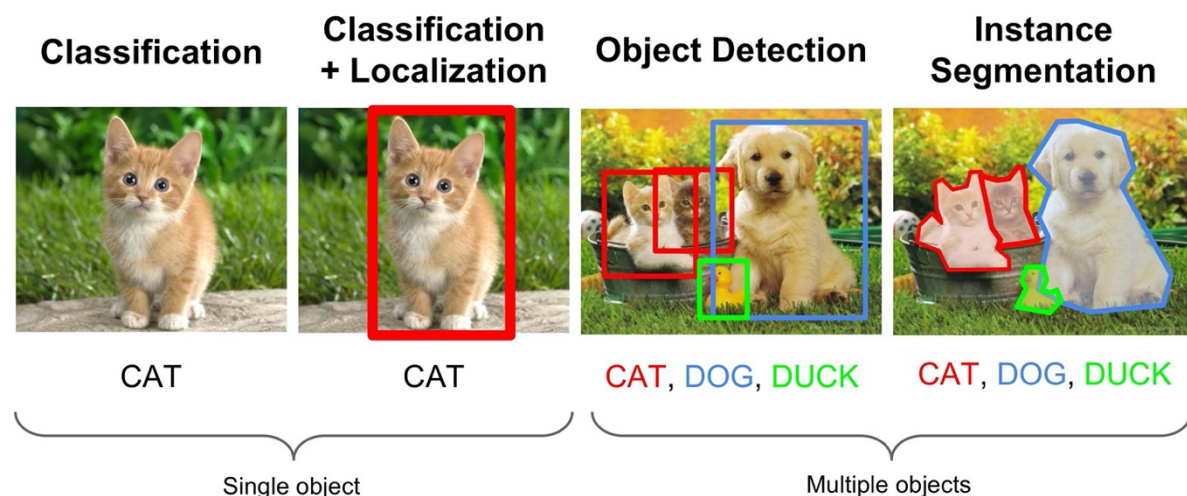 Classification
Classification
+ Localization
Object Detection
Instance
Segmentation
CAT
CAT
CAT, DOG, DUCK
CAT, DOG, DUCK
Single object
Multiple objects